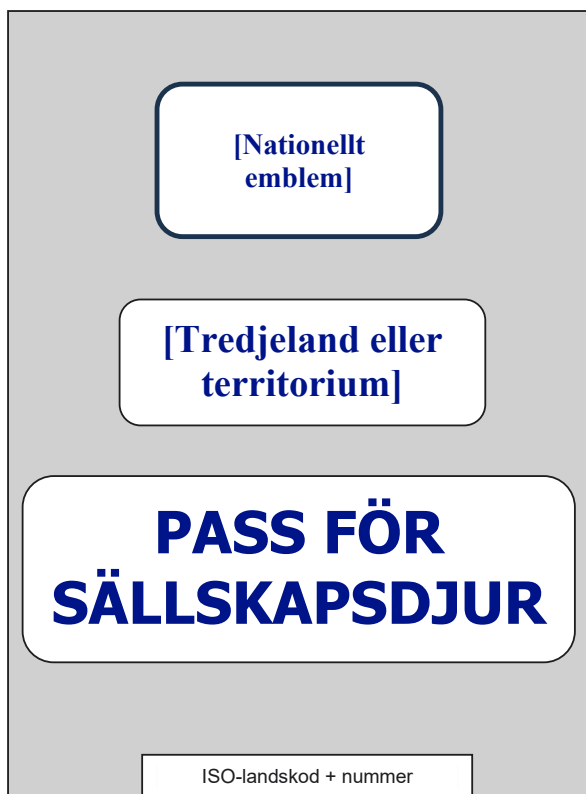 [Nationellt
emblem]
[Tredjeland eller
territorium]
PASS FÖR
SÄLLSKAPSDJUR
ISO-landskod + nummer